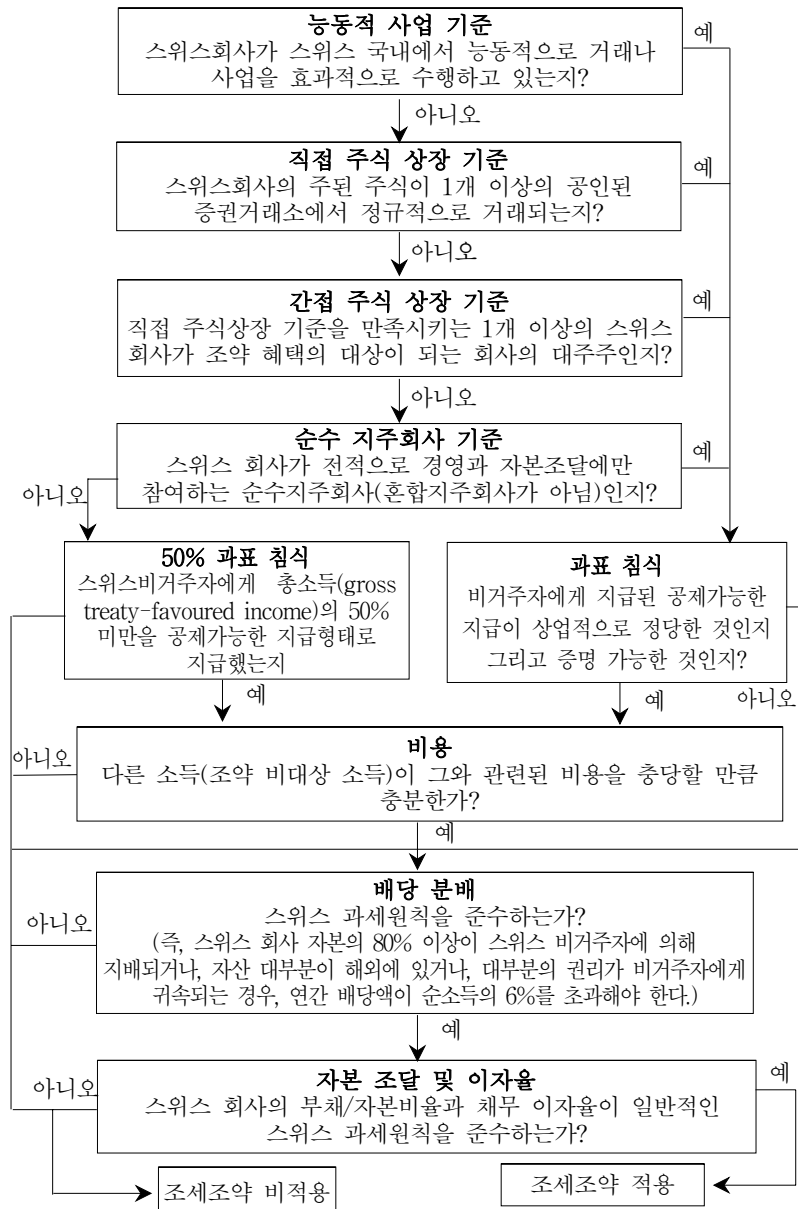 능동적 사업 기준
스위스회사가 스위스 국내에서 능동적으로 거래나
사업을 효과적으로 수행하고 있는지?
예
아니오
직접 주식 상장 기준
스위스회사의 주된 주식이 1개 이상의 공인된
증권거래소에서 정규적으로 거래되는지?
예
아니오
간접 주식 상장 기준
직접 주식상장 기준을 만족시키는 1개 이상의 스위스
회사가 조약 혜택의 대상이 되는 회사의 대주주인지?
예
아니오
순수 지주회사 기준
스위스 회사가 전적으로 경영과 자본조달에만
참여하는 순수지주회사(혼합지주회사가 아님)인지?
예
아니오
50% 과표 침식
스위스비거주자에게 총소득(gross
treaty-favoured income)의 50%
미만을 공제가능한 지급형태로
지급했는지
예
과표 침식
비거주자에게 지급된 공제가능한
지급이 상업적으로 정당한 것인지
그리고 증명 가능한 것인지?
예
아니오
아니오
비용
다른 소득(조약 비대상 소득)이 그와 관련된 비용을 충당할 만큼
충분한가?
예
아니오
배당 분배
스위스 과세원칙을 준수하는가?
(즉, 스위스 회사 자본의 80% 이상이 스위스 비거주자에 의해
지배되거나, 자산 대부분이 해외에 있거나, 대부분의 권리가 비거주자에게
귀속되는 경우, 연간 배당액이 순소득의 6%를 초과해야 한다.)
예
아니오
자본 조달 및 이자율
스위스 회사의 부채/자본비율과 채무 이자율이 일반적인
스위스 과세원칙을 준수하는가?
예
조세조약 비적용
조세조약 적용